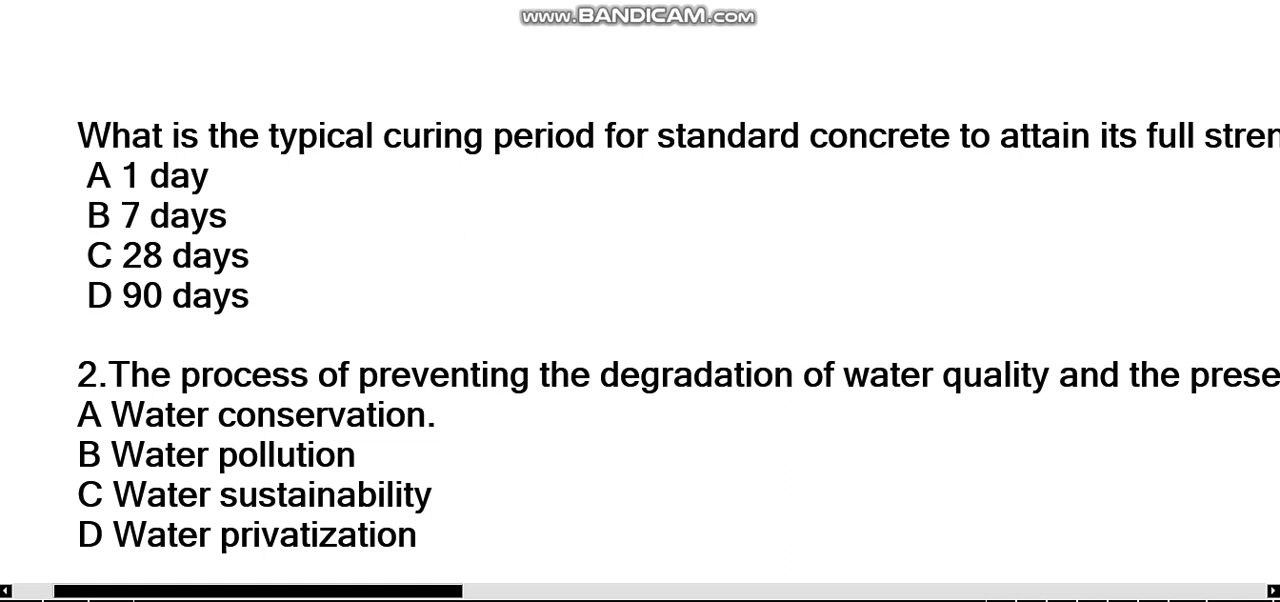 www.BANDICAM.com
What is the typical curing period for standard concrete to attain its full
A 1 day
B 7 days
C 28 days
D 90 days
2.The process of preventing the degradation of water quality and the
A Water conservation.
B Water pollution
C Water sustainability
D Water privatization